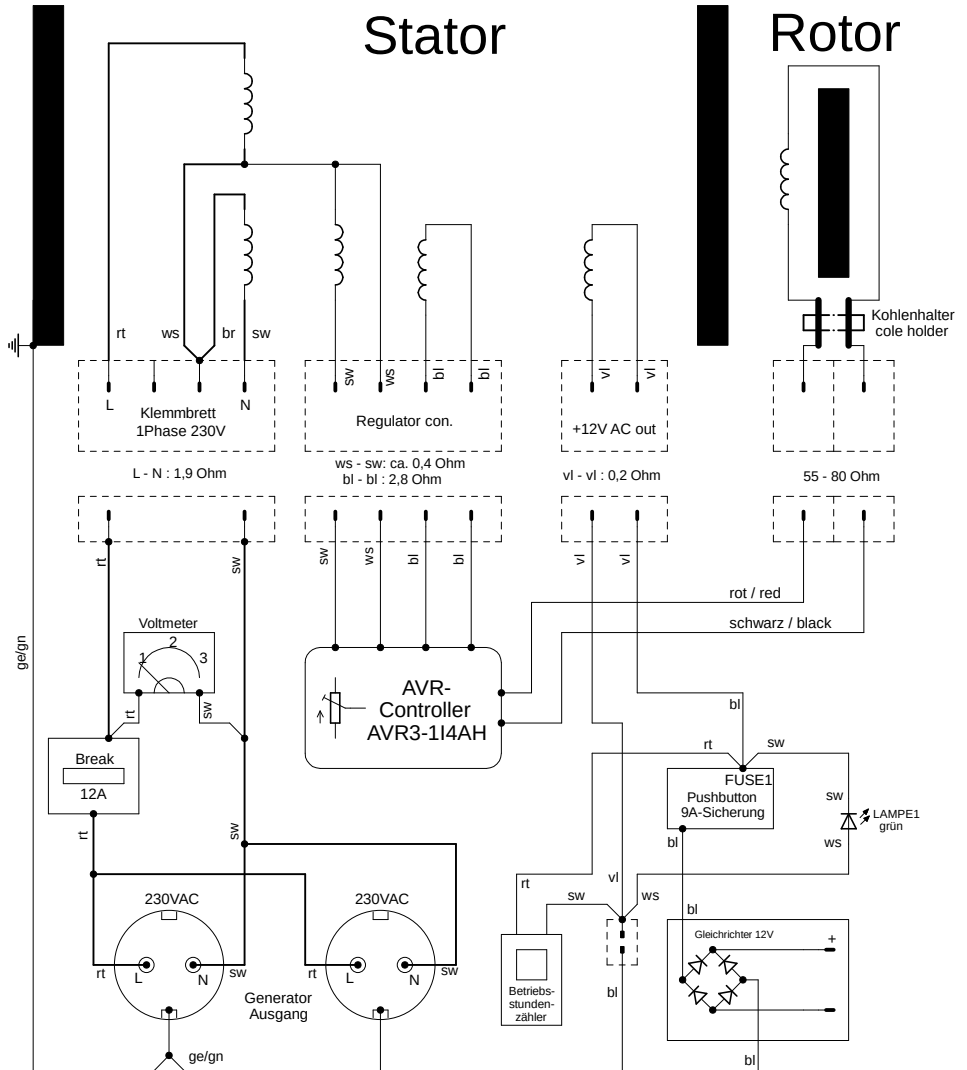 Stator
Rotor
rt
ws
br
sw
Kohlenhalter
cole holder
sw
ws
bl
bl
vl
vl
L
N
Klemmbrett
1Phase 230V
Regulator con.
+12V AC out
L - N : 1,9 Ohm
ws - sw: ca. 0,4 Ohm
bl - bl : 2,8 Ohm
vl - vl : 0,2 Ohm
55 - 80 Ohm
rt
sw
sw
ws
bl
bl
vl
vl
rot / red
schwarz / black
ge/gn
Voltmeter
1
2
3
rt
sw
AVR-
Controller
AVR3-1I4AH
bl
rt
sw
Break
12A
FUSE1
Pushbutton
9A-Sicherung
sw
LAMPE1
grün
ws
rt
sw
bl
rt
vl
sw
ws
bl
230VAC
230VAC
Gleichrichter 12V
+
rt
L
N
sw
rt
L
N
sw
Generator
Ausgang
Betriebs-
stunden-
zähler
bl
ge/gn
bl